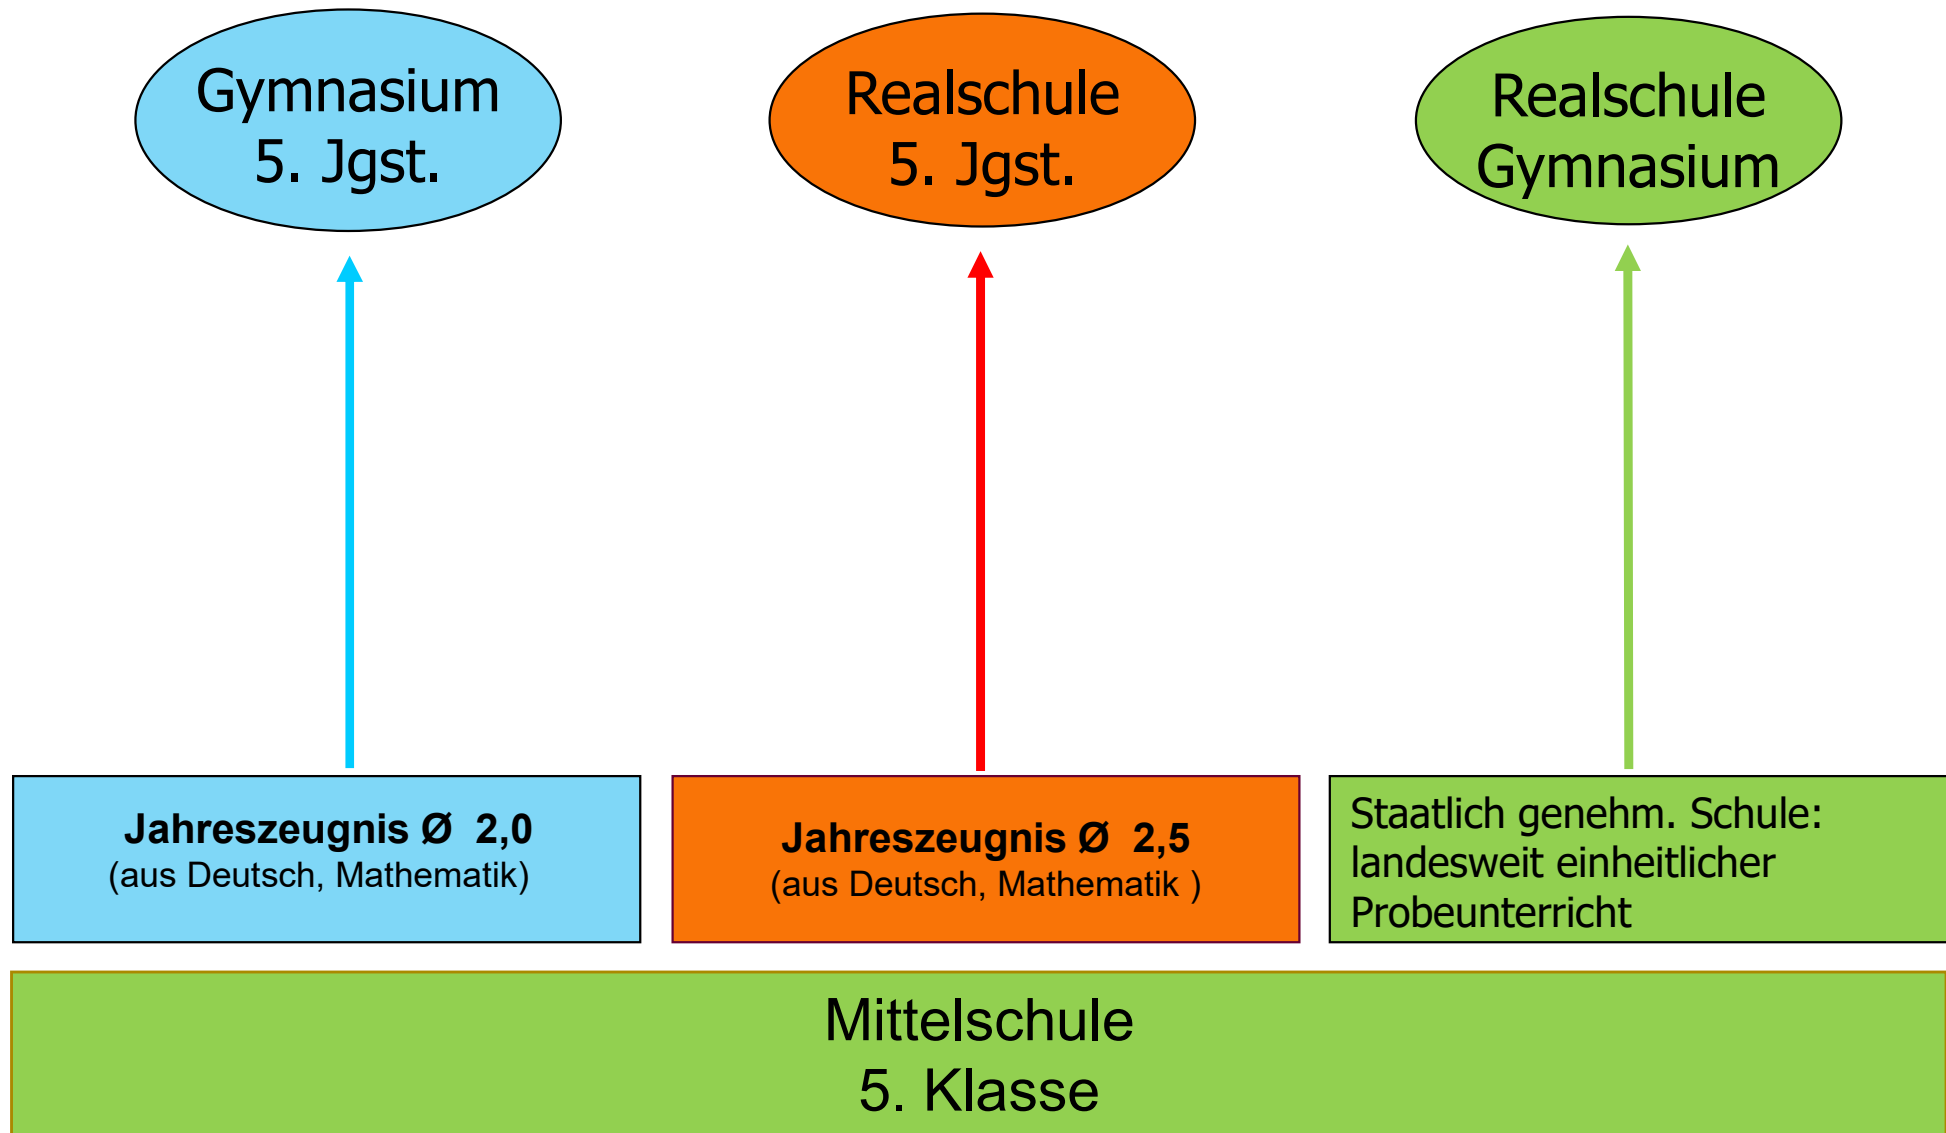 Gymnasium
5. Jgst.
Realschule
5. Jgst.
Realschule
Gymnasium
Jahreszeugnis Ø 2,0
(aus Deutsch, Mathematik)
Jahreszeugnis Ø 2,5
(aus Deutsch, Mathematik )
Staatlich genehm. Schule:
landesweit einheitlicher
Probeunterricht
Mittelschule
5. Klasse